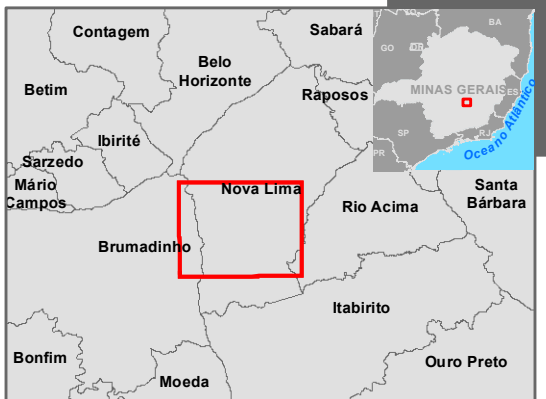 Contagem
Sabará
Belo
Horizonte
Betim
Raposos
Ibirité
Sarzedo
Mário
Campos
Nova Lima
Rio Acima
Santa
Bárbara
Brumadinho
Itabirito
Bonfim
Moeda
Ouro Preto
BA
GO
DF
MINAS GERAIS
ES
SP
RJ
PR
Oceano Atlântico